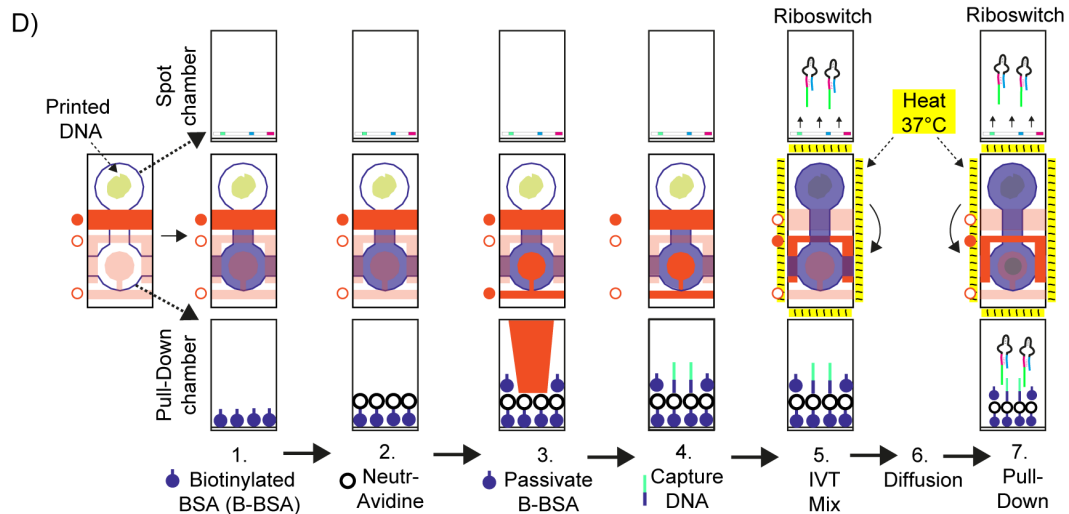 D)
Riboswitch
Riboswitch
Spot
chamber
Printed
DNA
Heat
37°C
Pull-Down
chamber
1.
2.
3.
4.
5.
6.
7.
Biotinylated
BSA (B-BSA)
Neutr-
Avidine
Passivate
B-BSA
Capture
DNA
IVT
Mix
Diffusion
Pull-
Down